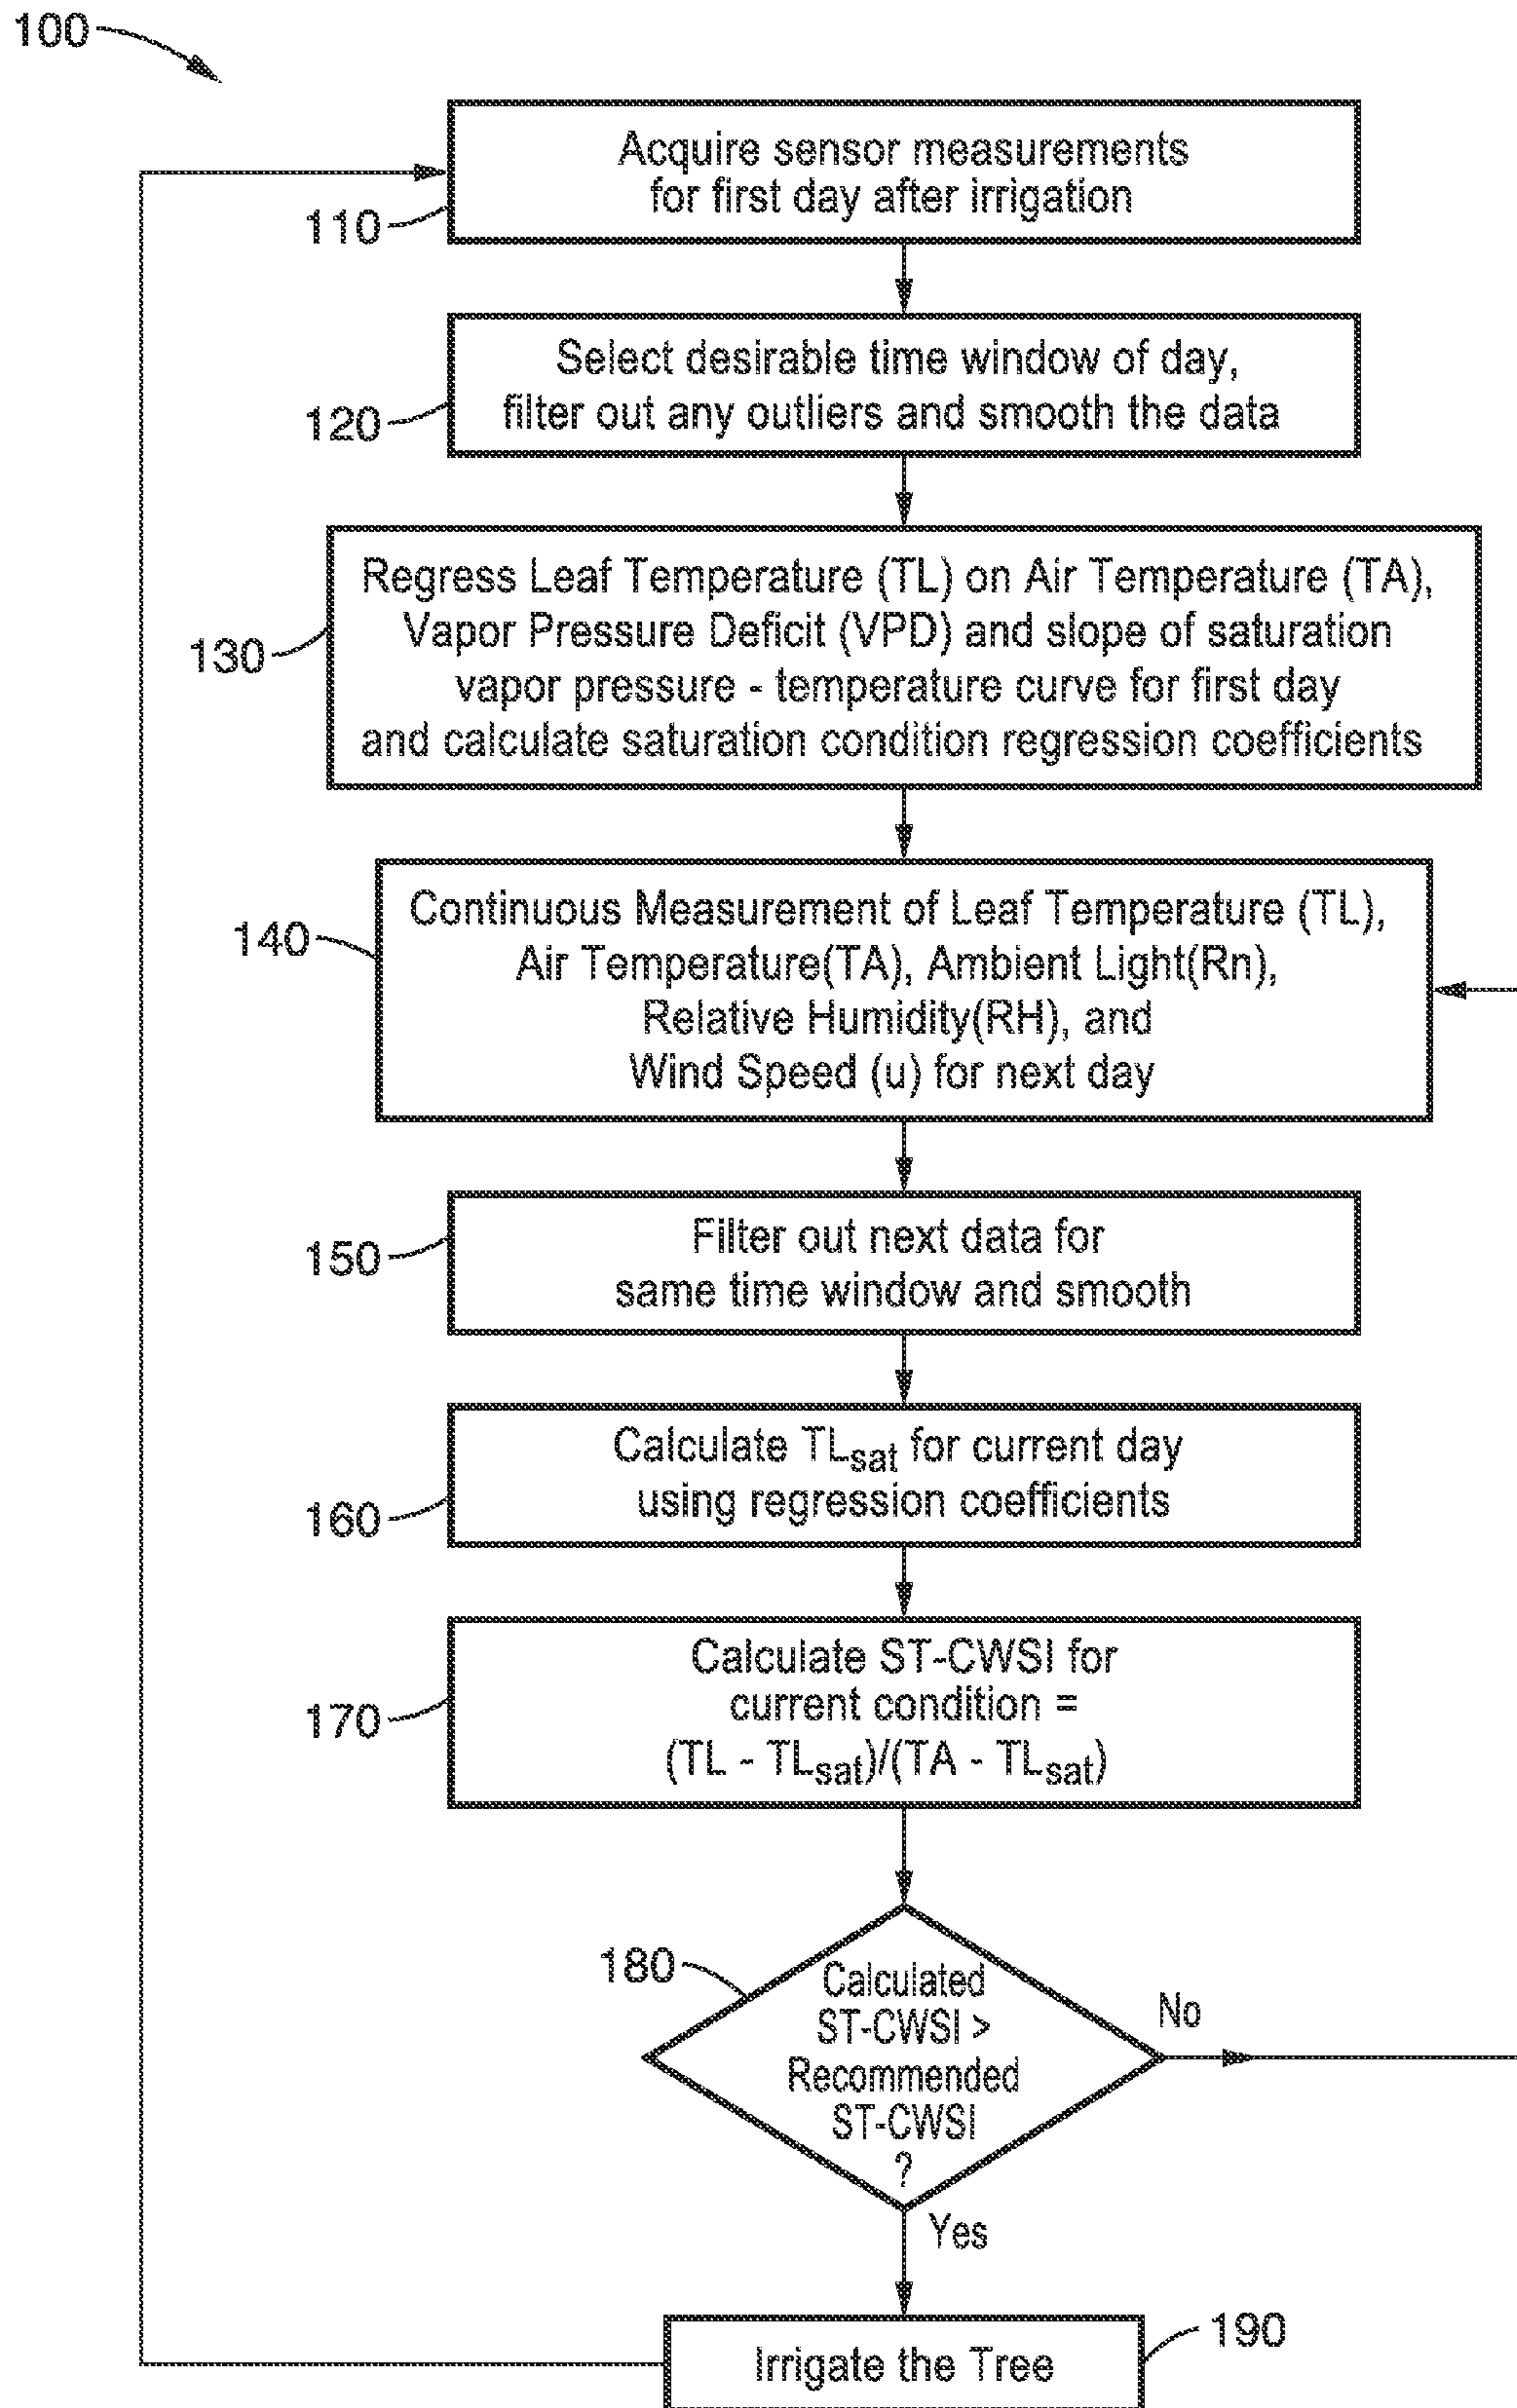 100
Acquire sensor measurements
for first day after irrigation
110
Select desirable time window of day,
filter out any outliers and smooth the data
120
Regress Leaf Temperature (TL) on Air Temperature (TA),
Vapor Pressure Deficit (VPD) and slope of saturation
vapor pressure - temperature curve for first day
and calculate saturation condition regression coefficients
130
Continuous Measurement of Leaf Temperature (TL),
Air Temperature(TA), Ambient Light(Rn),
Relative Humidity(RH), and
Wind Speed (u) for next day
140
Filter out next data for
same time window and smooth
150
Calculate TLsat for current day
using regression coefficients
160
Calculate ST-CWSI for
current condition =
(TL - TLsat)/(TA - TLsat)
170
180
Calculated
ST-CWSI >
Recommended
ST-CWSI
?
No
Yes
190
Irrigate the Tree